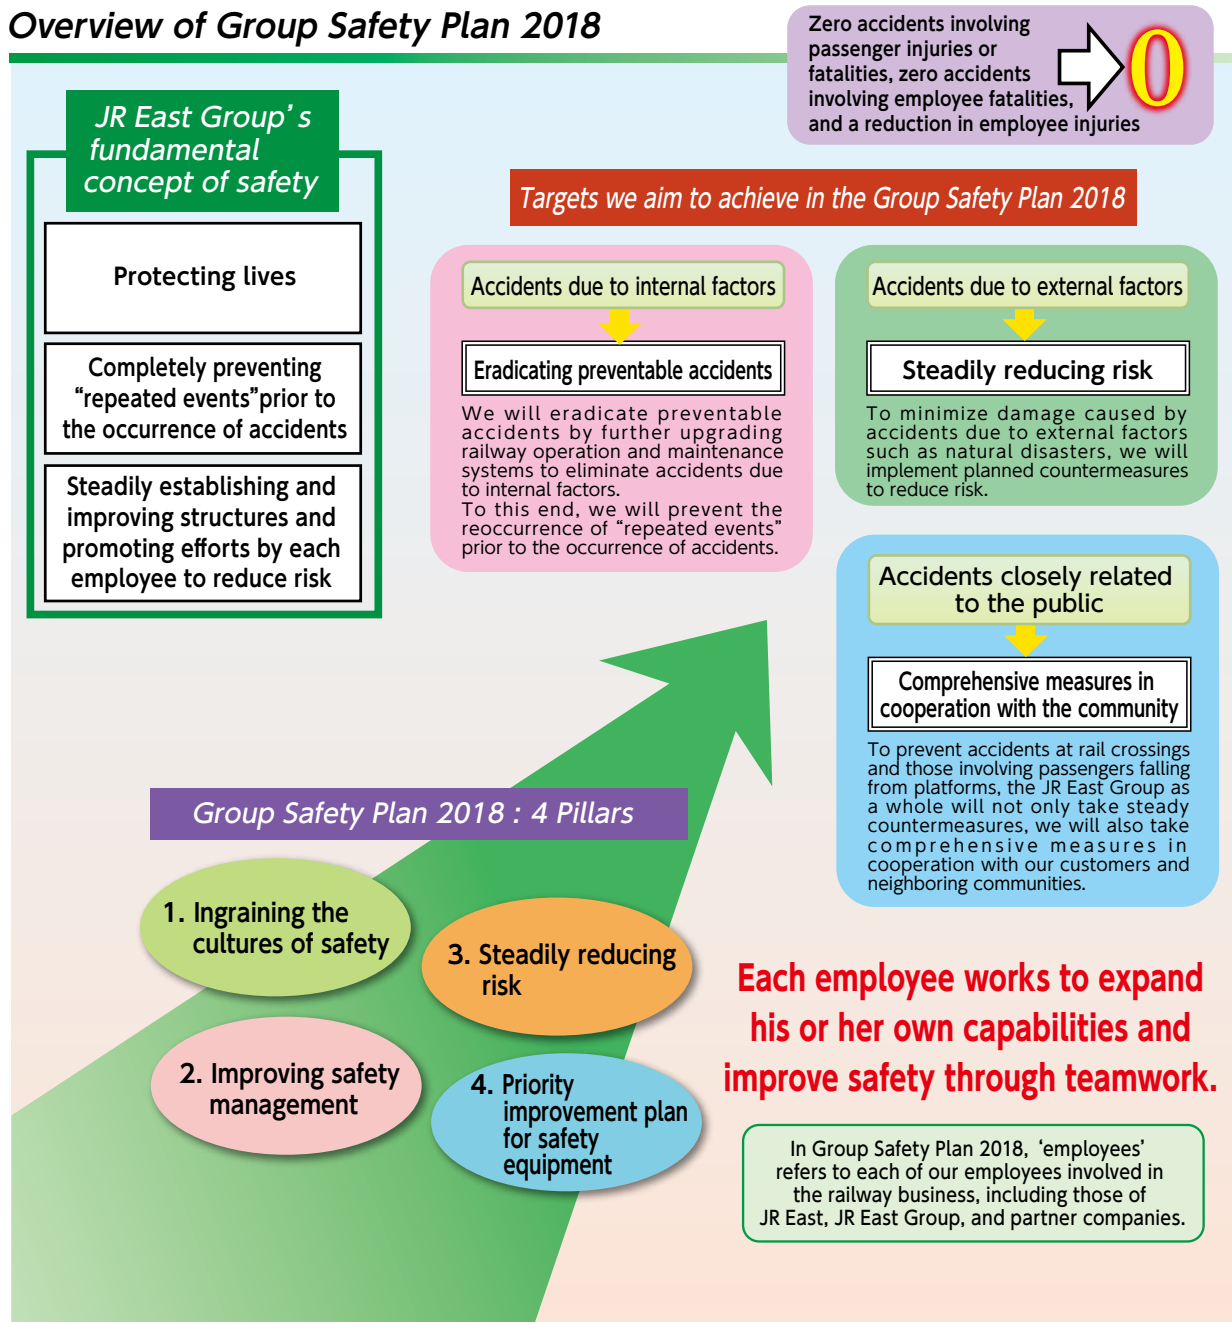 Overview of Group Safety Plan 2018
Zero accidents involving
passenger injuries or
fatalities, zero accidents
involving employee fatalities,
and a reduction in employee injuries
0
JR East Group's
fundamental
concept of safety
Protecting lives
Completely preventing
“repeated events”prior to
the occurrence of accidents
Steadily establishing and
improving structures and
promoting efforts by each
employee to reduce risk
Targets we aim to achieve in the Group Safety Plan 2018
Accidents due to internal factors
Eradicating preventable accidents
We will eradicate preventable
accidents by further upgrading
railway operation and maintenance
systems to eliminate accidents due
to internal factors.
To this end, we will prevent the
reoccurrence of “repeated events”
prior to the occurrence of accidents.
Accidents due to external factors
Steadily reducing risk
To minimize damage caused by
accidents due to external factors
such as natural disasters, we will
implement planned countermeasures
to reduce risk.
Accidents closely related
to the public
Comprehensive measures in
cooperation with the community
To prevent accidents at rail crossings
and those involving passengers falling
from platforms, the JR East Group as
a whole will not only take steady
countermeasures, we will also take
comprehensive measures in
cooperation with our customers and
neighboring communities.
Group Safety Plan 2018 : 4 Pillars
1. Ingraining the
cultures of safety
2. Improving safety
management
3. Steadily reducing
risk
4. Priority
improvement plan
for safety
equipment
Each employee works to expand
his or her own capabilities and
improve safety through teamwork.
In Group Safety Plan 2018, ‘employees’
refers to each of our employees involved in
the railway business, including those of
JR East, JR East Group, and partner companies.